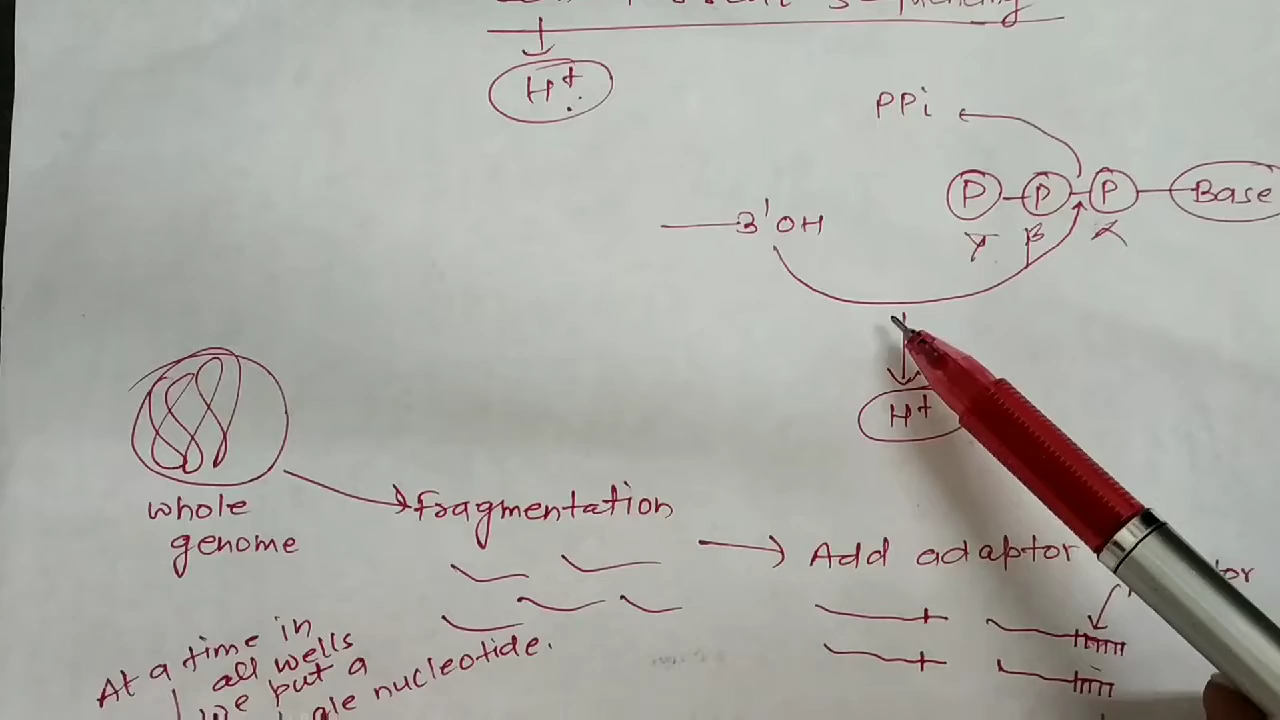 H+
PPi
P P P Base
γ β α
3'OH
H+
whole
genome
Fragmentation
Add adaptor
At a time in
all wells
we put a
nucleotide.